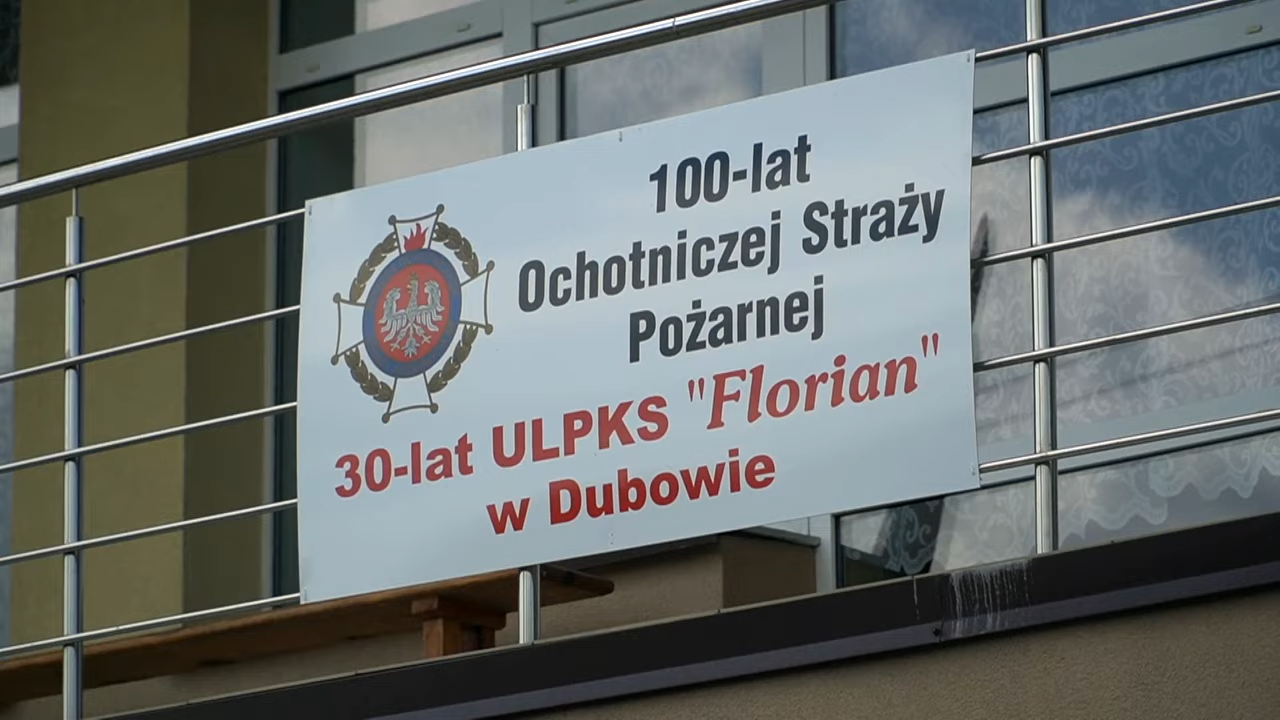 100-lat
Ochotniczej Straży
Pożarnej
30-lat ULPKS "Florian"
w Dubowie